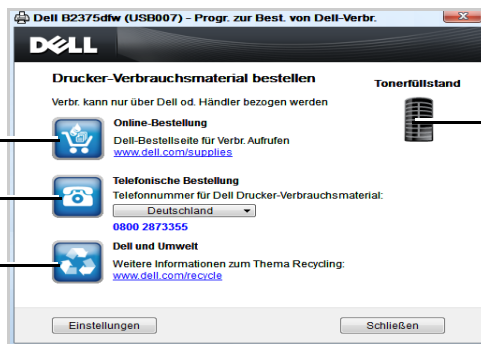 Dell B2375dfw (USB007) - Progr. zur Best. von Dell-Verbr.
DELL
Drucker-Verbrauchsmaterial bestellen
Tonerfüllstand
Verbr. kann nur über Dell od. Händler bezogen werden
Online-Bestellung
Dell-Bestellseite für Verbr. Aufrufen
www.dell.com/supplies
Telefonische Bestellung
Telefonnummer für Dell Drucker-Verbrauchsmaterial:
Deutschland
0800 2873355
Dell und Umwelt
Weitere Informationen zum Thema Recycling:
www.dell.com/recycle
Einstellungen
Schließen